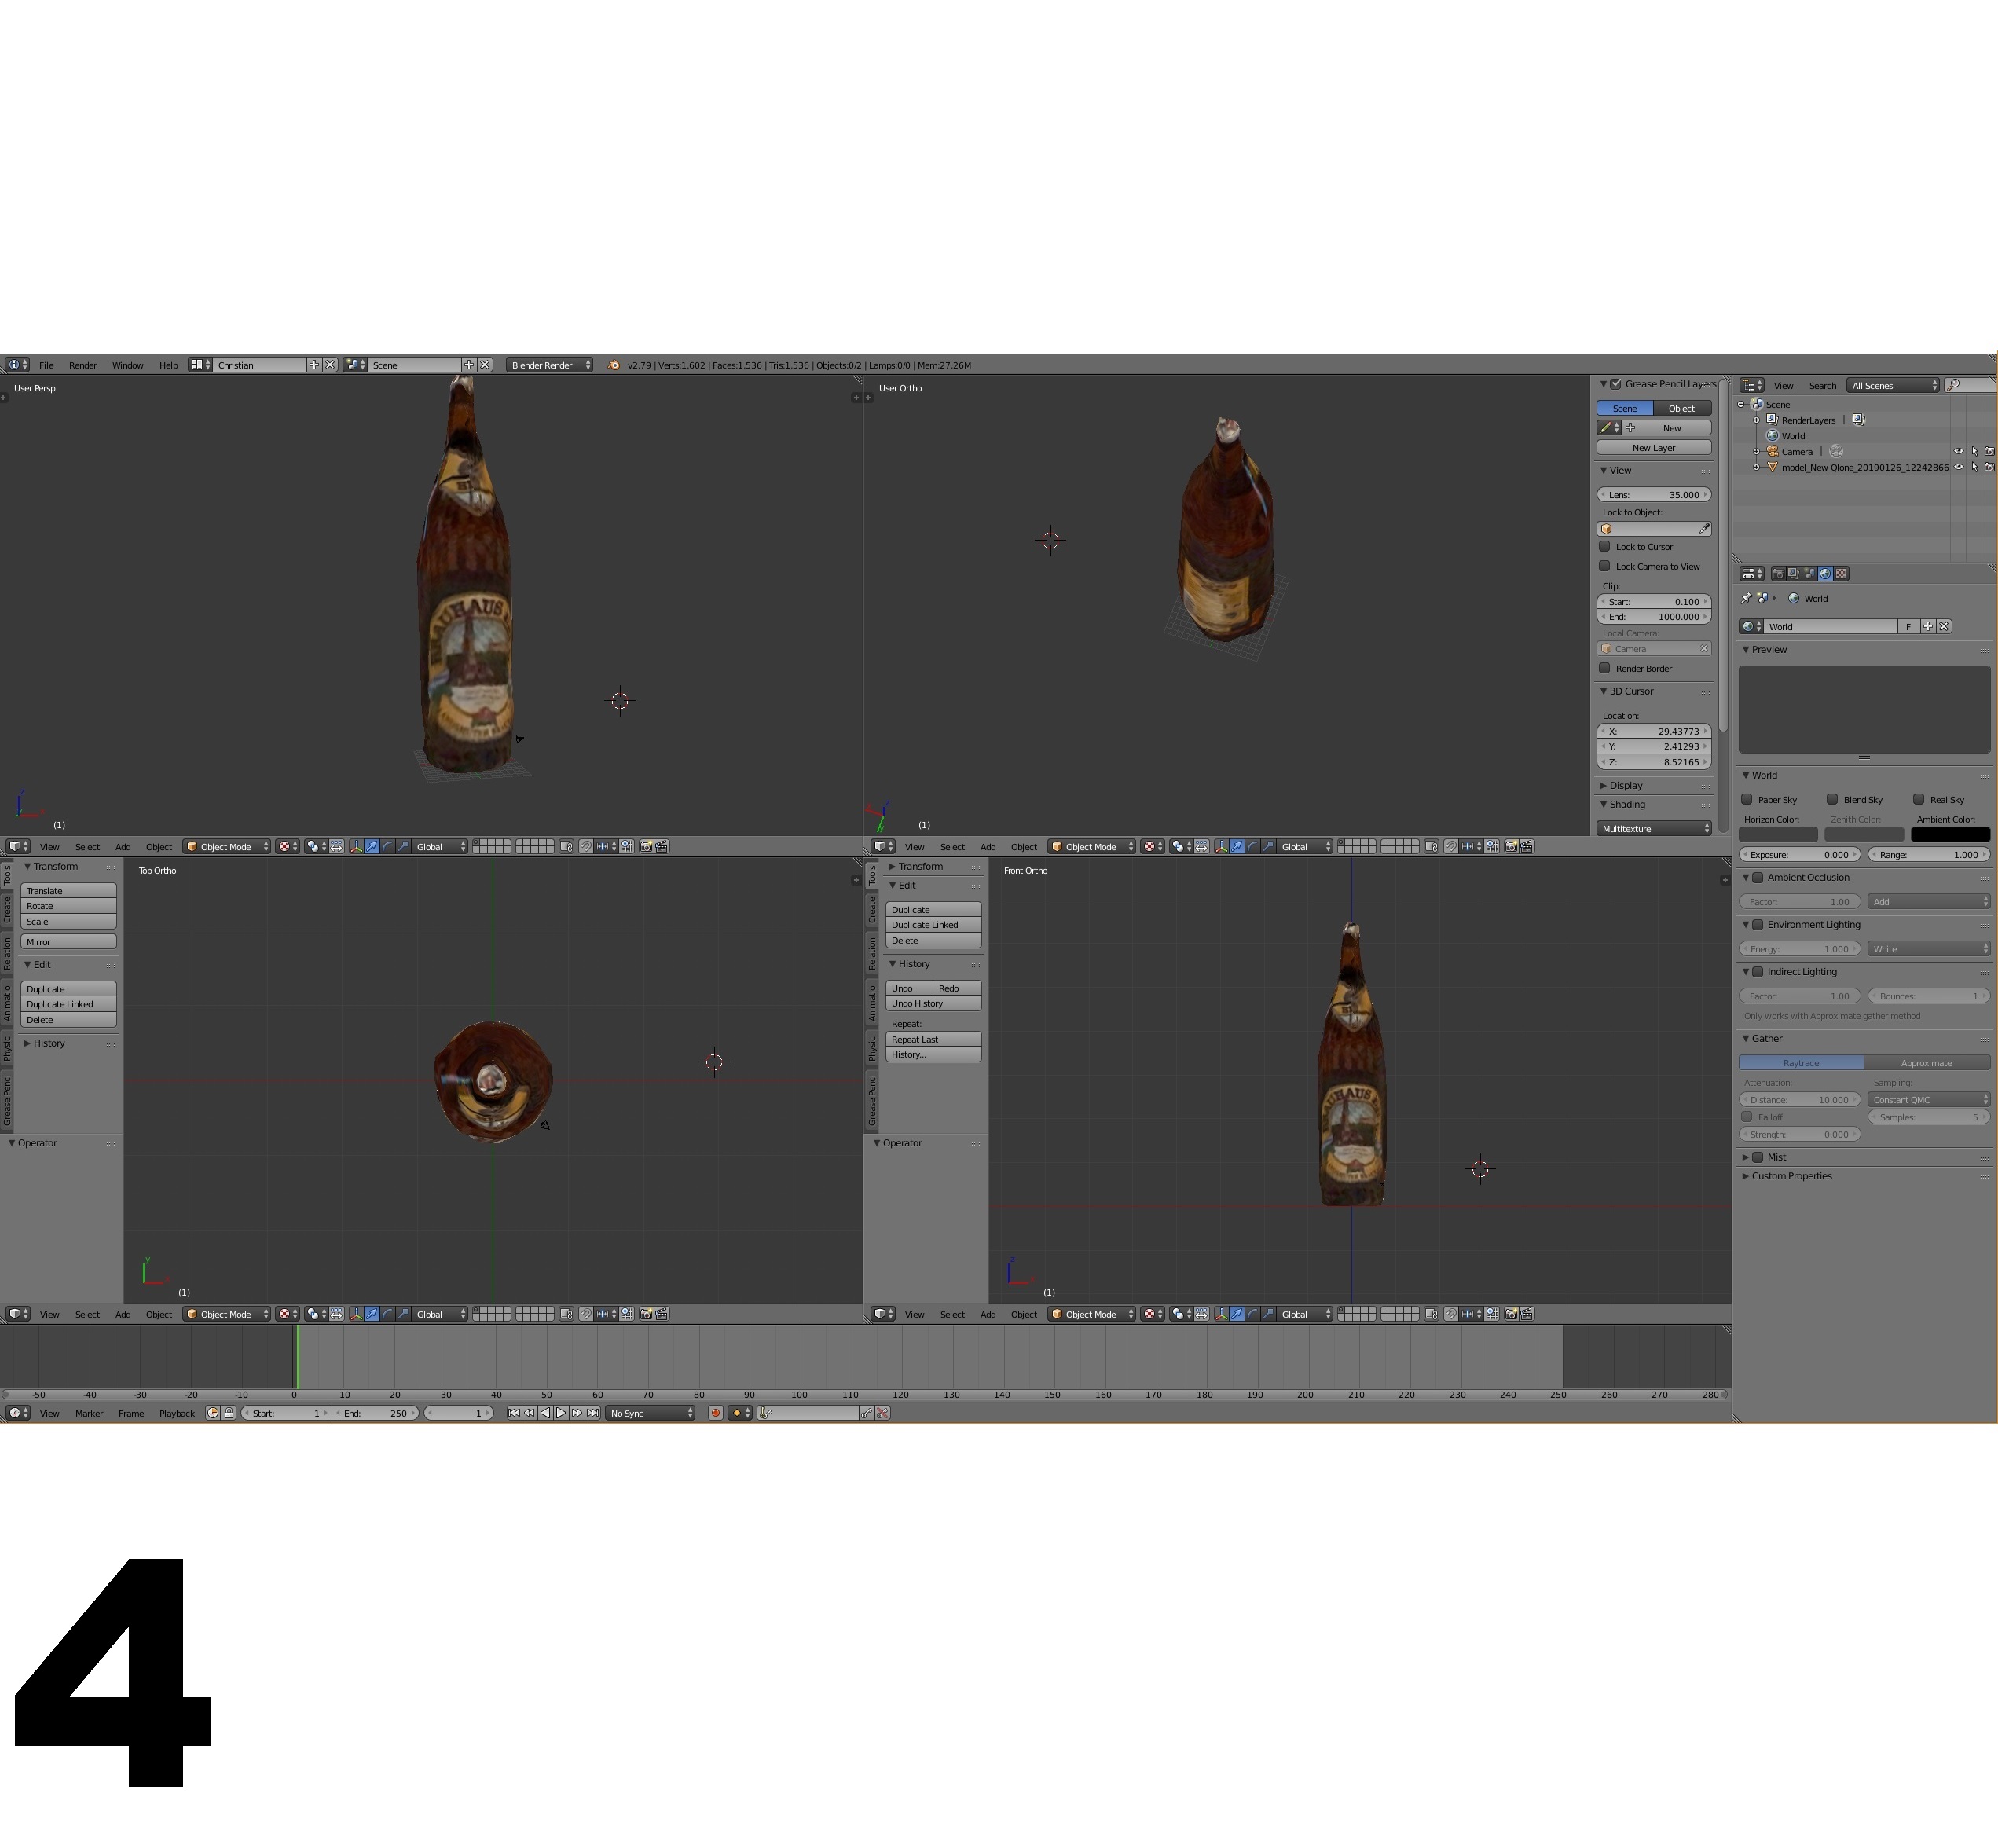 File Render Window Help Christian Scene Blender Render v2.79 | Verts:1,602 | Faces:1,536 | Tris:1,536 | Objects:0/2 | Lamps:0/0 | Mem:27.26M
User Persp
(1)
View Select Add Object Object Mode Global
User Ortho
(1)
View Select Add Object Object Mode Global
Grease Pencil Layers
Scene Object
New
New Layer
View
Lens: 35.000
Lock to Object:
Lock to Cursor
Lock Camera to View
Clip:
Start: 0.100
End: 1000.000
Local Camera:
Camera
Render Border
3D Cursor
Location:
X: 29.43773
Y: 2.41293
Z: 8.52165
Display
Shading
Multitexture
View Search All Scenes
Scene
RenderLayers |
World
Camera |
model_New Qlone_20190126_12242866
World
World F
Preview
World
Paper Sky Blend Sky Real Sky
Horizon Color: Zenith Color: Ambient Color:
Exposure: 0.000 Range: 1.000
Ambient Occlusion
Factor: 1.00 Add
Environment Lighting
Energy: 1.000 White
Indirect Lighting
Factor: 1.00 Bounces: 1
Only works with Approximate gather method
Gather
Raytrace Approximate
Attenuation: Sampling:
Distance: 10.000 Constant QMC
Falloff Samples: 5
Strength: 0.000
Mist
Custom Properties
Tools
Create
Relation
Animatio
Physic
Grease Penci
Transform
Translate
Rotate
Scale
Mirror
Edit
Duplicate
Duplicate Linked
Delete
History
Operator
Top Ortho
y
(1)
View Select Add Object Object Mode Global
Tools
Create
Relation
Animatio
Physic
Grease Penci
Transform
Edit
Duplicate
Duplicate Linked
Delete
History
Undo Redo
Undo History
Repeat:
Repeat Last
History...
Operator
Front Ortho
z
(1)
View Select Add Object Object Mode Global
-50 -40 -30 -20 -10 0 10 20 30 40 50 60 70 80 90 100 110 120 130 140 150 160 170 180 190 200 210 220 230 240 250 260 270 280
View Marker Frame Playback Start: 1 End: 250 1 No Sync
4